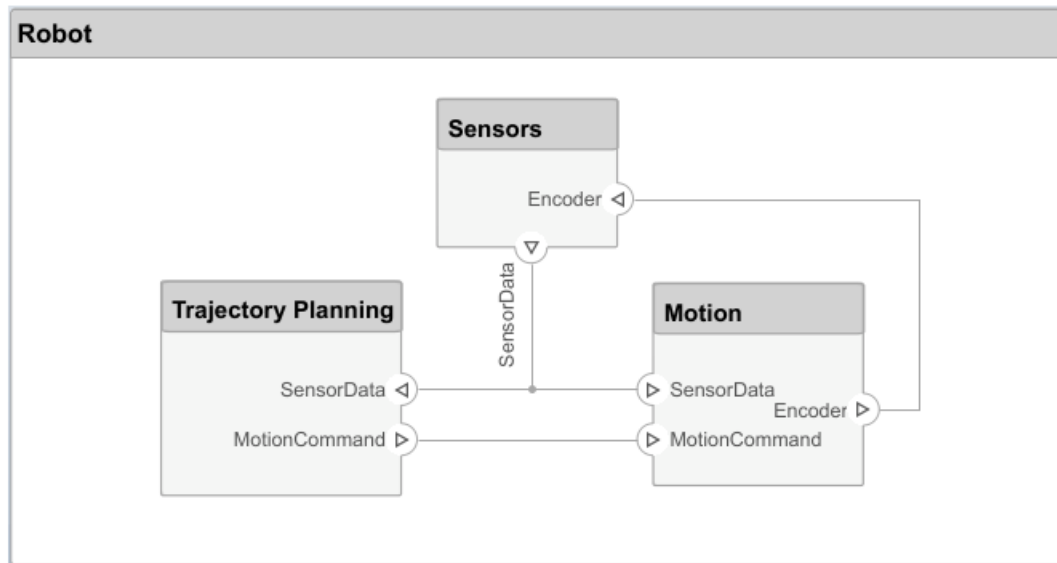 Robot
Sensors
Encoder
SensorData
Trajectory Planning
SensorData
MotionCommand
Motion
SensorData
Encoder
MotionCommand